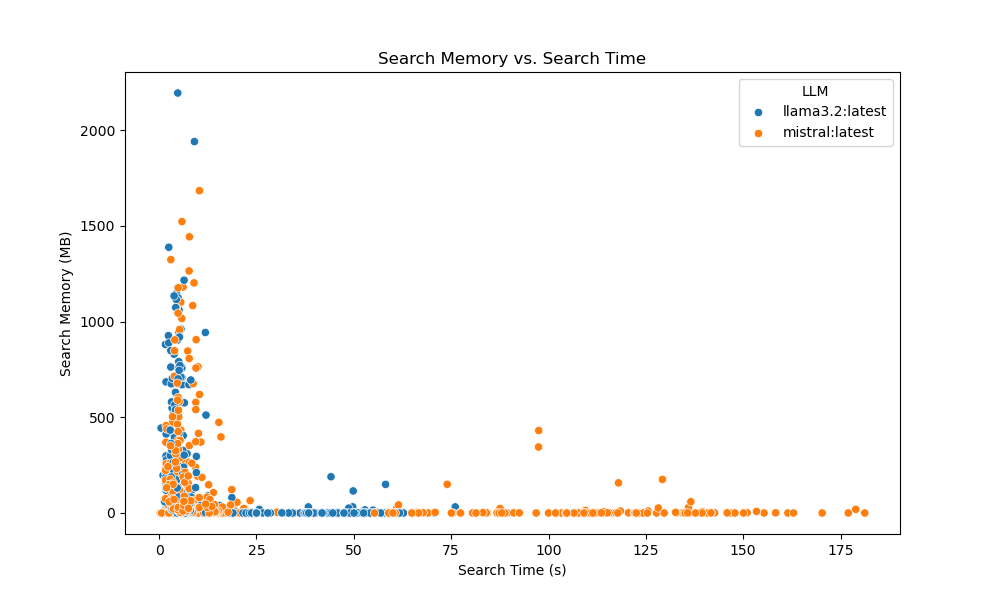 Search Memory vs. Search Time
LLM
llama3.2:latest
mistral:latest
Search Memory (MB)
2000
1500
1000
500
0
0 25 50 75 100 125 150 175
Search Time (s)